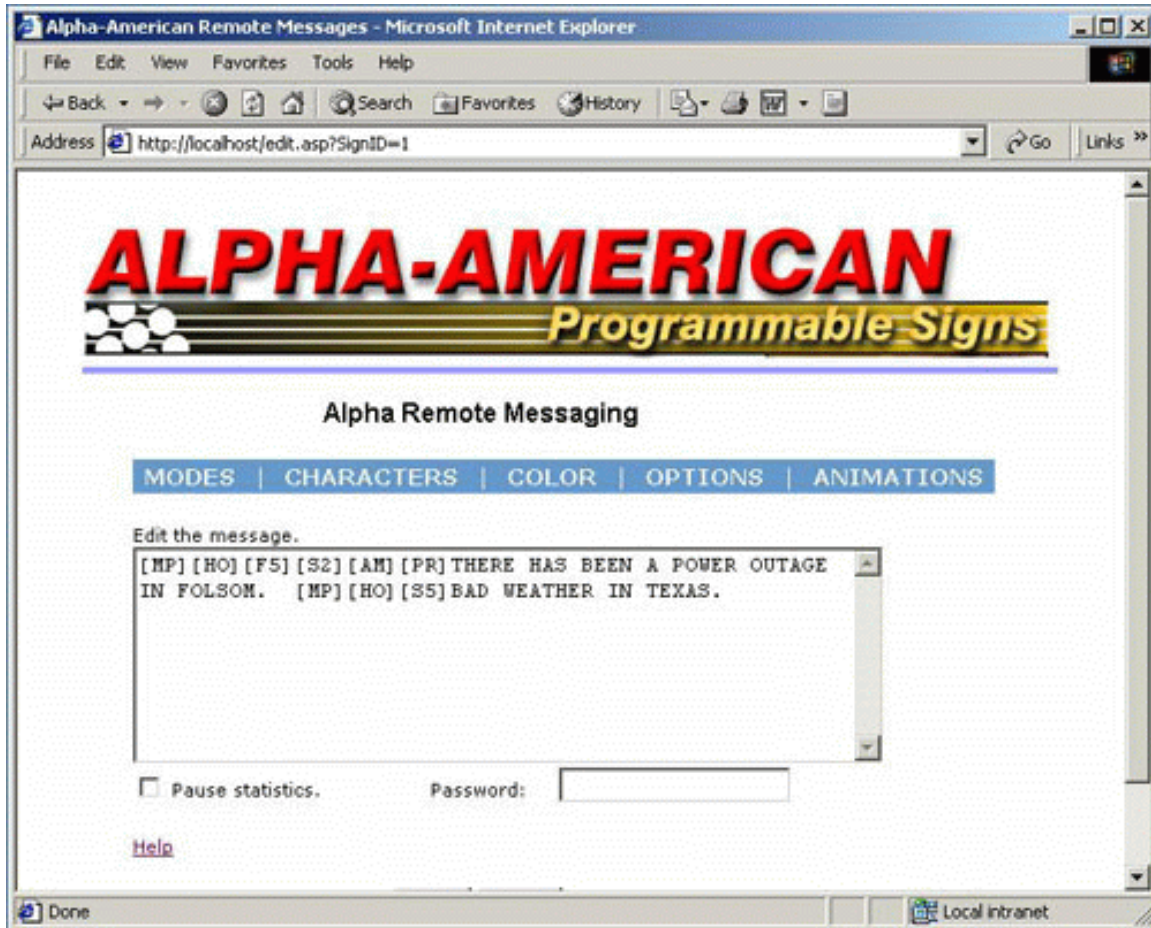 Alpha-American Remote Messages - Microsoft Internet Explorer
File Edit View Favorites Tools Help
Back Search Favorites History
Address http://localhost/edit.asp?SignID=1 Go Links »
ALPHA-AMERICAN
Programmable Signs
Alpha Remote Messaging
MODES | CHARACTERS | COLOR | OPTIONS | ANIMATIONS
Edit the message.
[MP][HO][F5][S2][AM][PR]THERE HAS BEEN A POWER OUTAGE
IN FOLSOM. [MP][HO][S5]BAD WEATHER IN TEXAS.
Pause statistics. Password:
Help
Done Local intranet